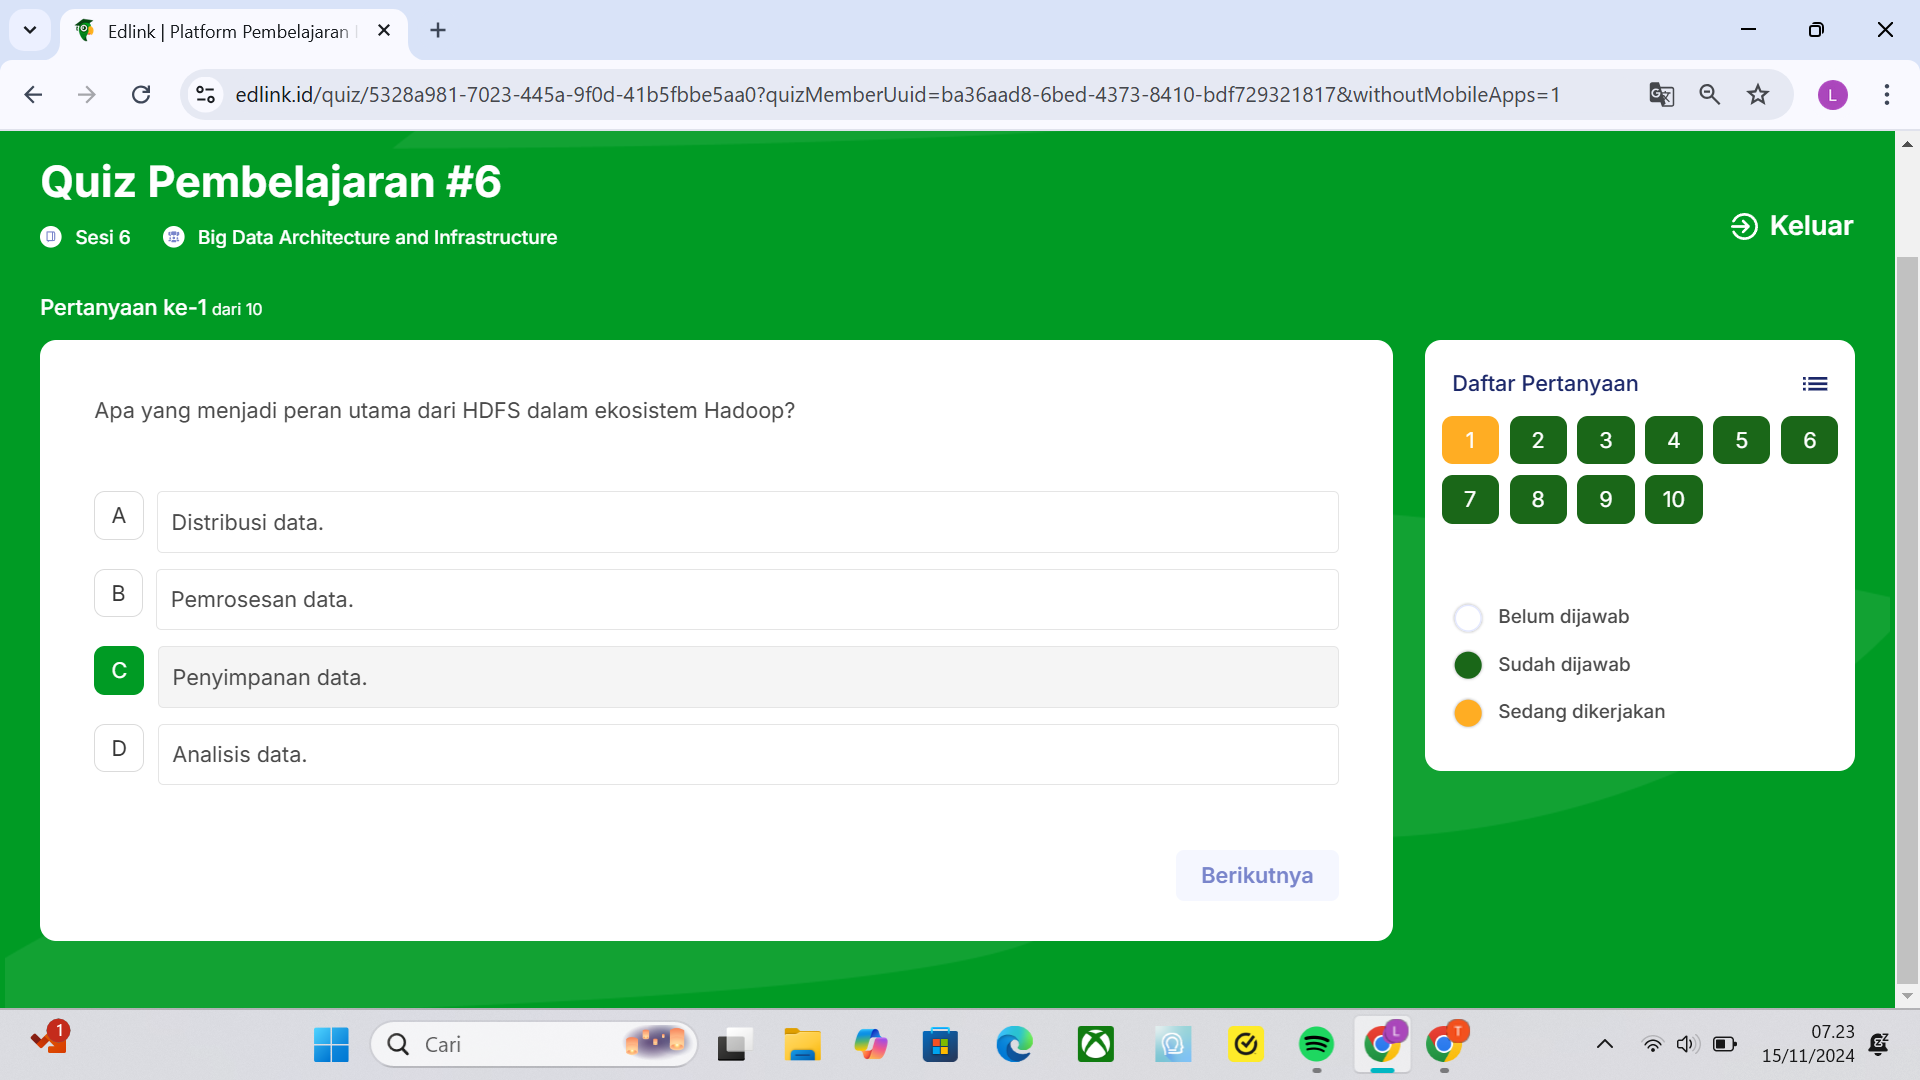 Edlink | Platform Pembelajaran
edlink.id/quiz/5328a981-7023-445a-9f0d-41b5fbbe5aa0?quizMemberUuid=ba36aad8-6bed-4373-8410-bdf729321817&withoutMobileApps=1
L
Quiz Pembelajaran #6
Sesi 6
Big Data Architecture and Infrastructure
Keluar
Pertanyaan ke-1 dari 10
Apa yang menjadi peran utama dari HDFS dalam ekosistem Hadoop?
A
Distribusi data.
B
Pemrosesan data.
C
Penyimpanan data.
D
Analisis data.
Berikutnya
Daftar Pertanyaan
1 2 3 4 5 6
7 8 9 10
Belum dijawab
Sudah dijawab
Sedang dikerjakan
1
Cari
L
T
07.23
15/11/2024